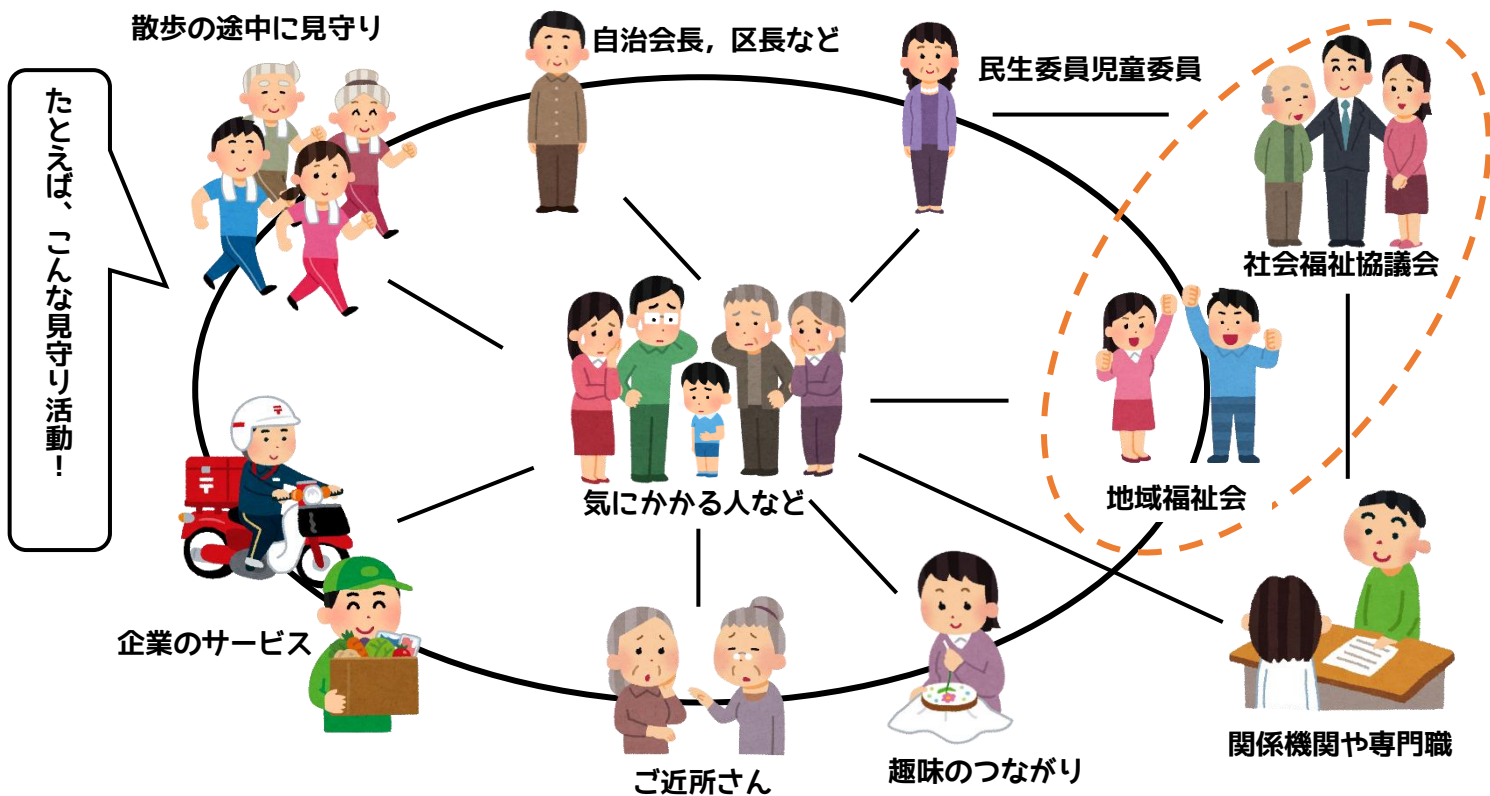 散歩の途中に見守り
自治会長，区長など
民生委員児童委員
たとえば、こんな見守り活動！
社会福祉協議会
地域福祉会
気にかかる人など
企業のサービス
ご近所さん
趣味のつながり
関係機関や専門職